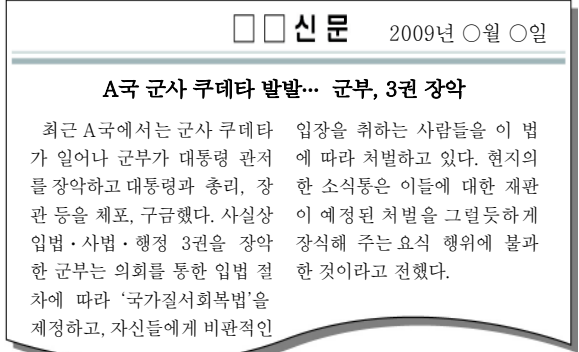 □□신문 2009년 ○월 ○일
A국 군사 쿠데타 발발… 군부, 3권 장악
최근 A국에서는 군사 쿠데타
가 일어나 군부가 대통령 관저
를 장악하고 대통령과 총리, 장
관 등을 체포, 구금했다. 사실상
입법·사법·행정 3권을 장악
한 군부는 의회를 통한 입법 절
차에 따라 ‘국가질서회복법’을
제정하고, 자신들에게 비판적인
입장을 취하는 사람들을 이 법
에 따라 처벌하고 있다. 현지의
한 소식통은 이들에 대한 재판
이 예정된 처벌을 그럴듯하게
장식해 주는 요식 행위에 불과
한 것이라고 전했다.